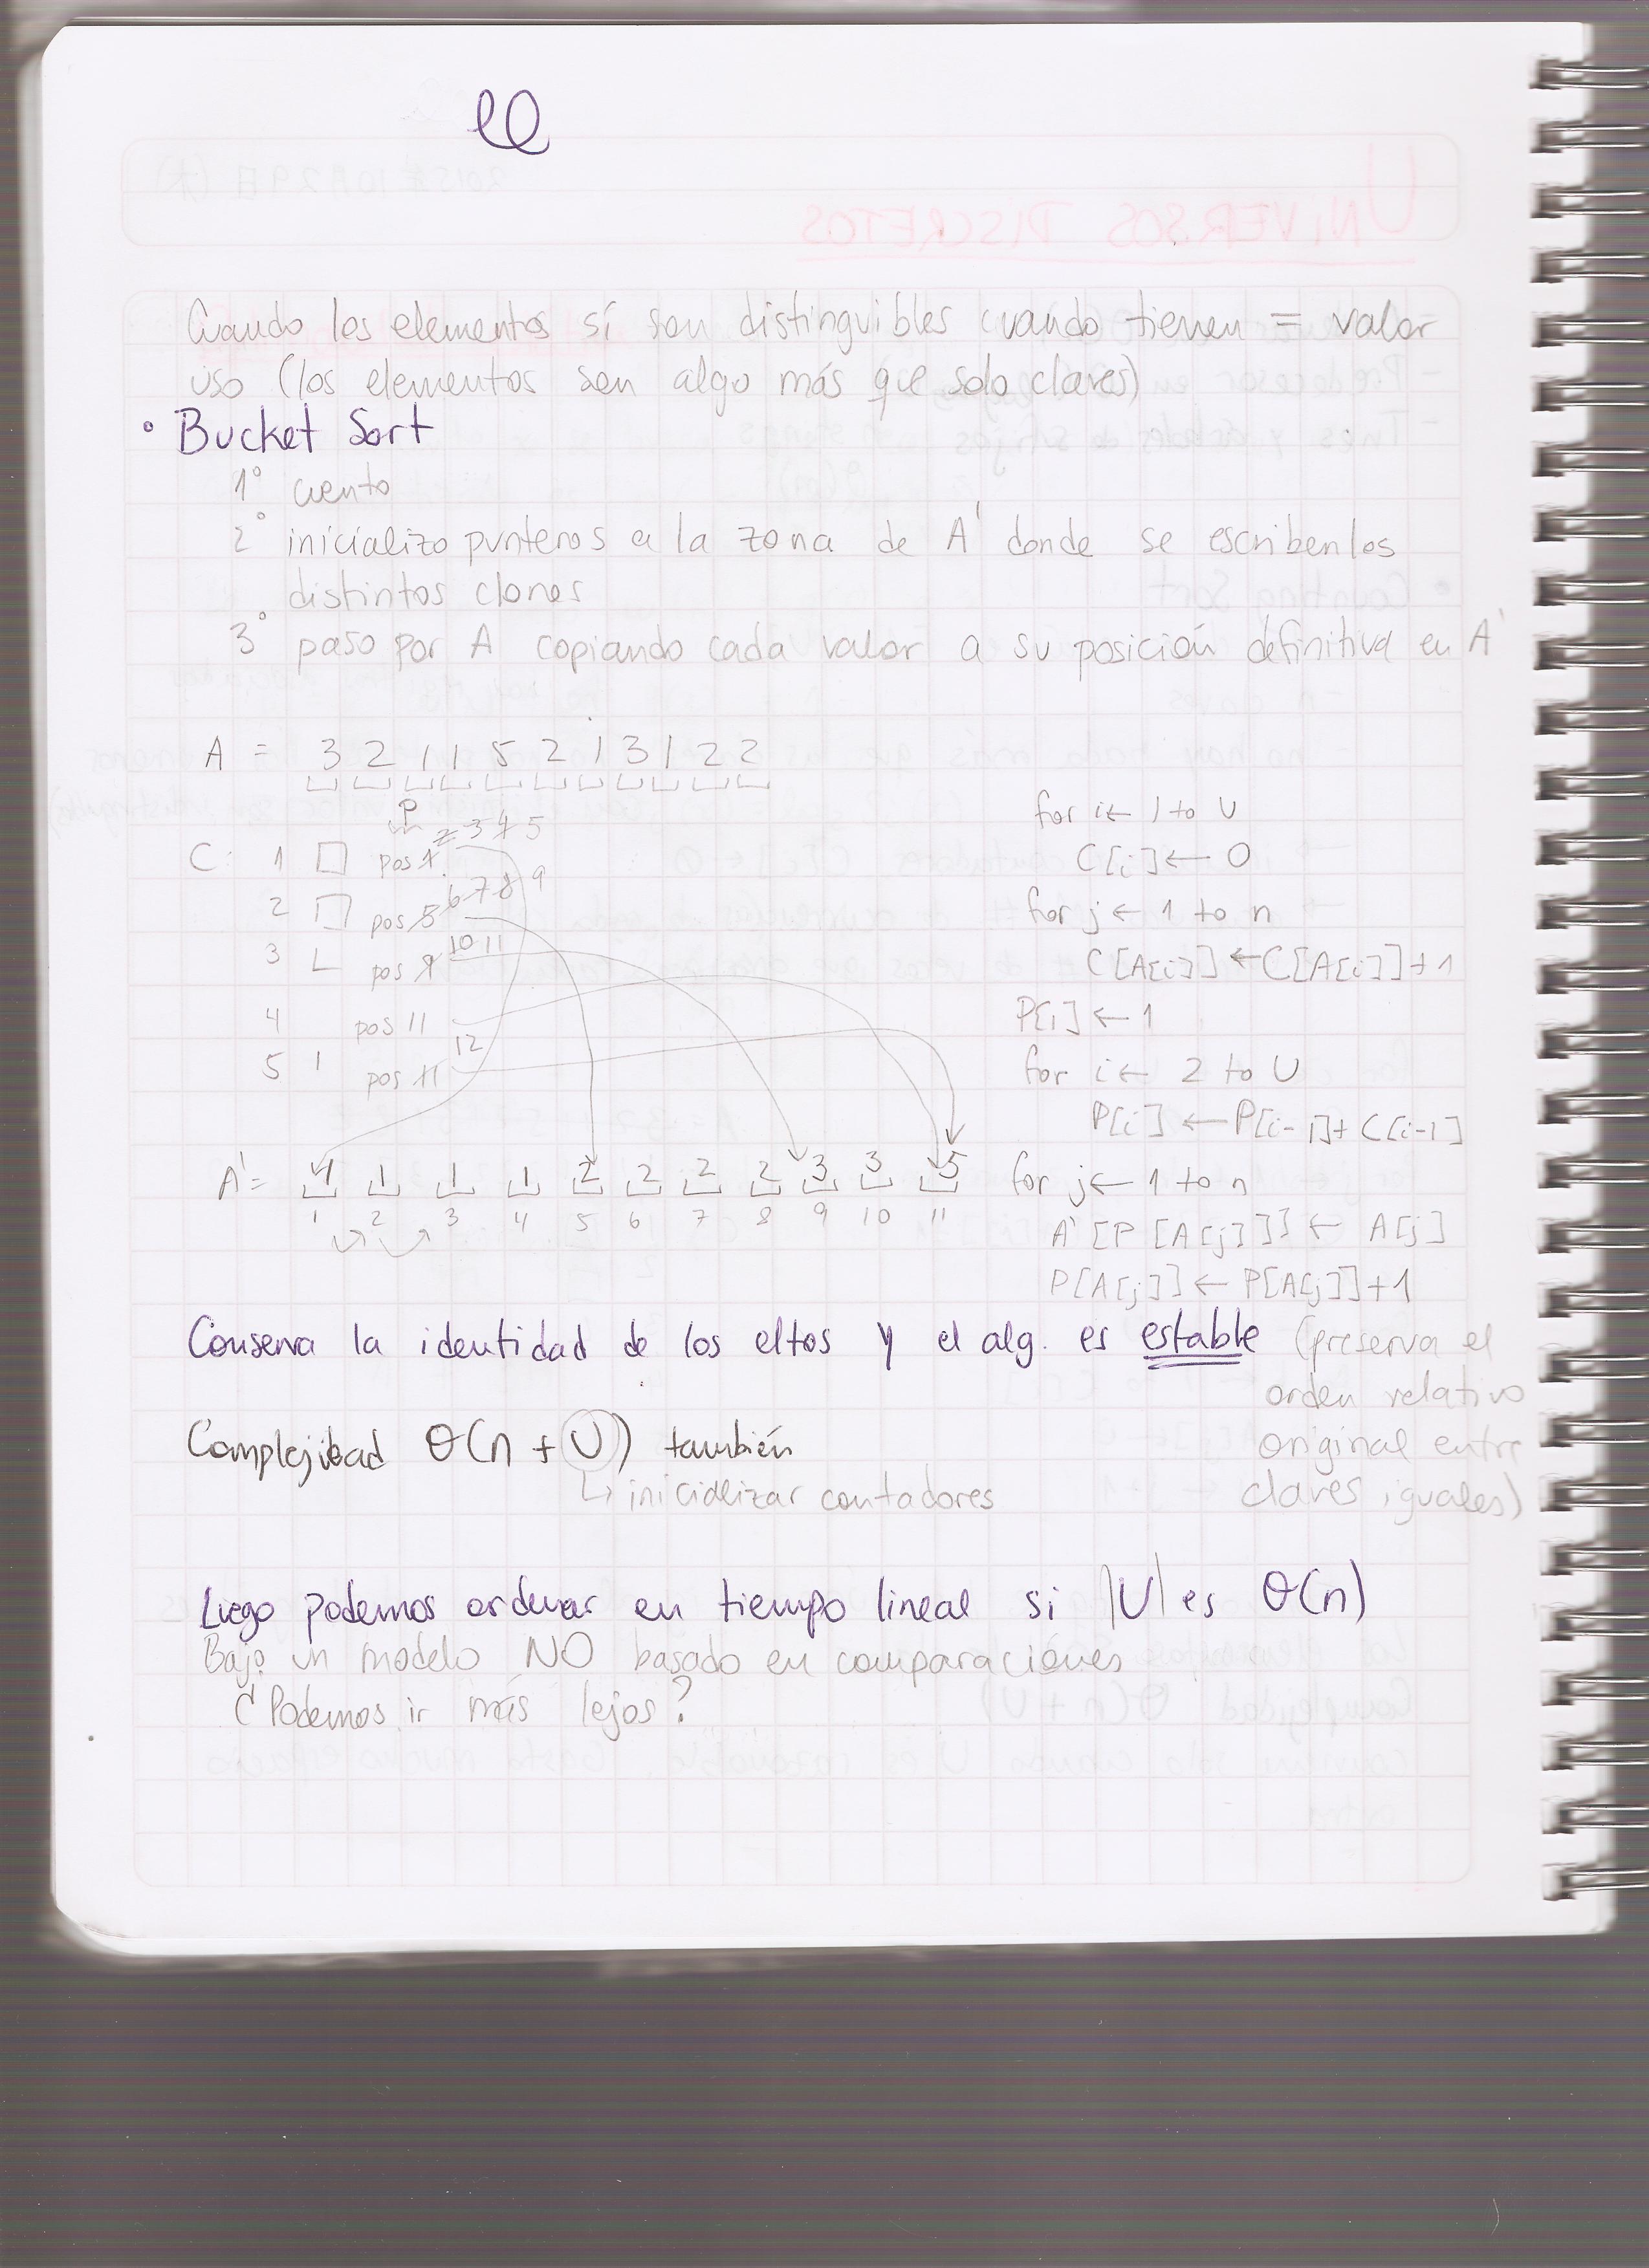 Cuando los elementos sí son distinguibles cuando tienen = valor
uso (los elementos son algo más que solo claves)
• Bucket Sort
1° cuento
2° inicializo punteros a la zona de A' donde se escriben los
distintos clones
3° paso por A copiando cada valor a su posición definitiva en A'
A = 3 2 1 1 5 2 1 3 1 2 2
P
C: 1 pos 1 2 3 4 5
2 pos 5 6 7 8 9
3 pos 9 10 11
4 pos 11
5 1 pos 11 12
A' = 1 1 1 1 2 2 2 2 3 3 5
1 2 3 4 5 6 7 8 9 10 11
for i ← 1 to U
C[i] ← 0
for j ← 1 to n
C[A[i]] ← C[A[i]]+1
P[i] ← 1
for i ← 2 to U
P[i] ← P[i-1]+C[i-1]
for j ← 1 to n
A'[P[A[j]]] ← A[j]
P[A[j]] ← P[A[j]]+1
Conserva la identidad de los eltos y el alg. es estable (preserva el
orden relativo
original entre
claves iguales)
Complejidad Θ(n + U) también
↳ inicializar contadores
Luego podemos ordenar en tiempo lineal si |U| es Θ(n)
Bajo un modelo NO basado en comparaciones
¿Podemos ir más lejos?